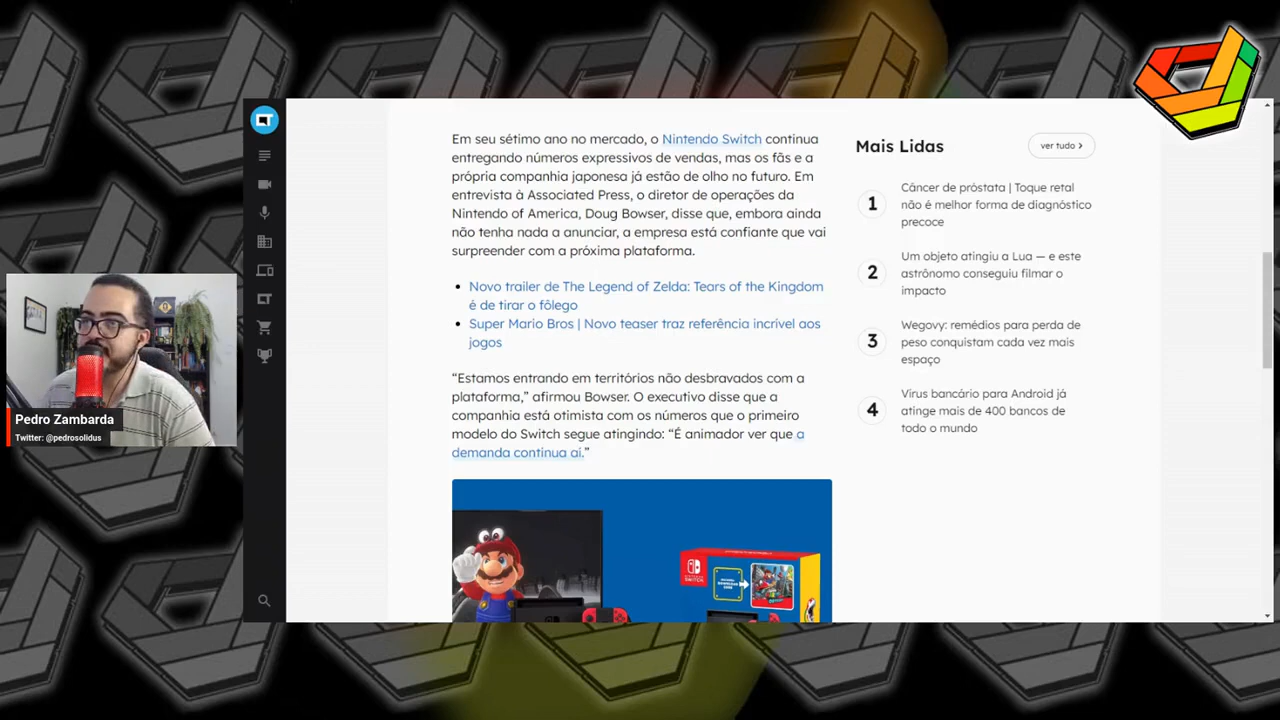 Em seu sétimo ano no mercado, o Nintendo Switch continua
entregando números expressivos de vendas, mas os fãs e a
própria companhia japonesa já estão de olho no futuro. Em
entrevista à Associated Press, o diretor de operações da
Nintendo of America, Doug Bowser, disse que, embora ainda
não tenha nada a anunciar, a empresa está confiante que vai
surpreender com a próxima plataforma.
Novo trailer de The Legend of Zelda: Tears of the Kingdom
é de tirar o fôlego
Super Mario Bros | Novo teaser traz referência incrível aos
jogos
“Estamos entrando em territórios não desbravados com a
plataforma,” afirmou Bowser. O executivo disse que a
companhia está otimista com os números que o primeiro
modelo do Switch segue atingindo: “É animador ver que a
demanda continua aí.”
Mais Lidas
ver tudo >
1
Câncer de próstata | Toque retal
não é melhor forma de diagnóstico
precoce
2
Um objeto atingiu a Lua — e este
astrônomo conseguiu filmar o
impacto
3
Wegovy: remédios para perda de
peso conquistam cada vez mais
espaço
4
Vírus bancário para Android já
atinge mais de 400 bancos de
todo o mundo
Pedro Zambarda
Twitter: @pedrosolidus